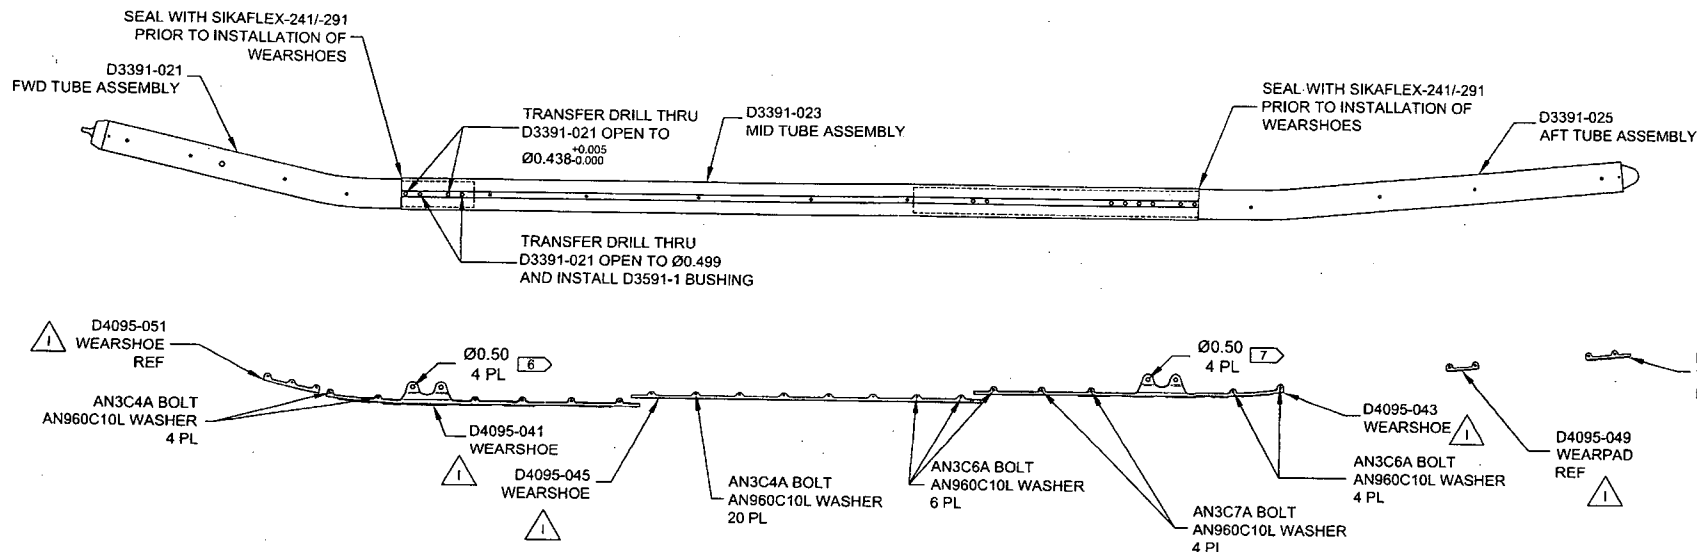 SEAL WITH SIKAFLEX-241/-291
PRIOR TO INSTALLATION OF
WEARSHOES
D3391-021
FWD TUBE ASSEMBLY
TRANSFER DRILL THRU
D3391-021 OPEN TO
Ø0.438 +0.005 -0.000
D3391-023
MID TUBE ASSEMBLY
SEAL WITH SIKAFLEX-241/-291
PRIOR TO INSTALLATION OF
WEARSHOES
D3391-025
AFT TUBE ASSEMBLY
TRANSFER DRILL THRU
D3391-021 OPEN TO Ø0.499
AND INSTALL D3591-1 BUSHING
1
D4095-051
WEARSHOE
REF
Ø0.50
4 PL
6
Ø0.50
4 PL
7
AN3C4A BOLT
AN960C10L WASHER
4 PL
D4095-041
WEARSHOE
1
D4095-045
WEARSHOE
1
AN3C4A BOLT
AN960C10L WASHER
20 PL
AN3C6A BOLT
AN960C10L WASHER
6 PL
AN3C7A BOLT
AN960C10L WASHER
4 PL
D4095-043
WEARSHOE
1
AN3C6A BOLT
AN960C10L WASHER
4 PL
D4095-049
WEARPAD
REF
1